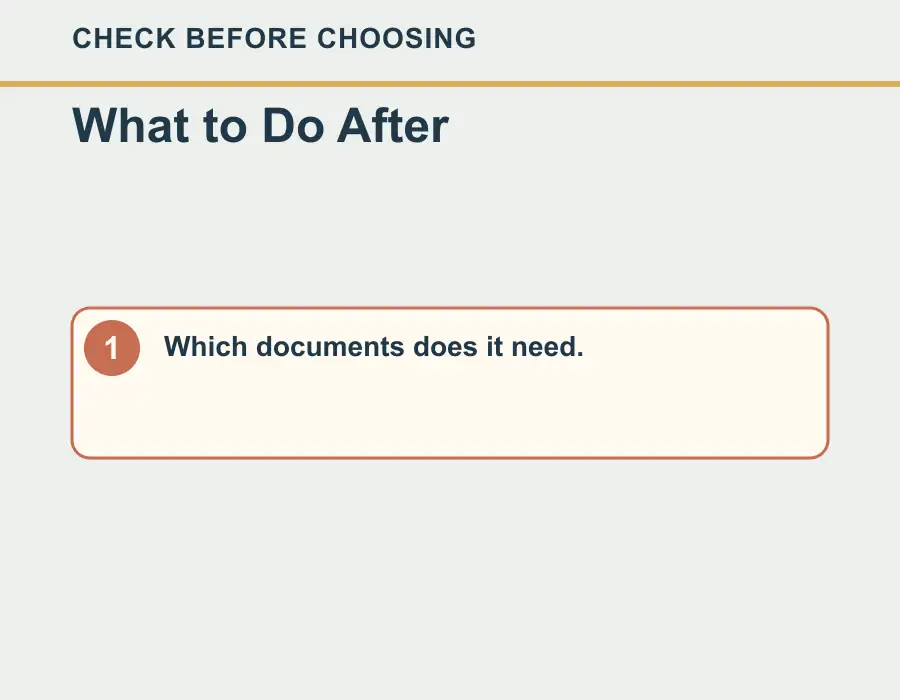 CHECK BEFORE CHOOSING
What to Do After
1 Which documents does it need.